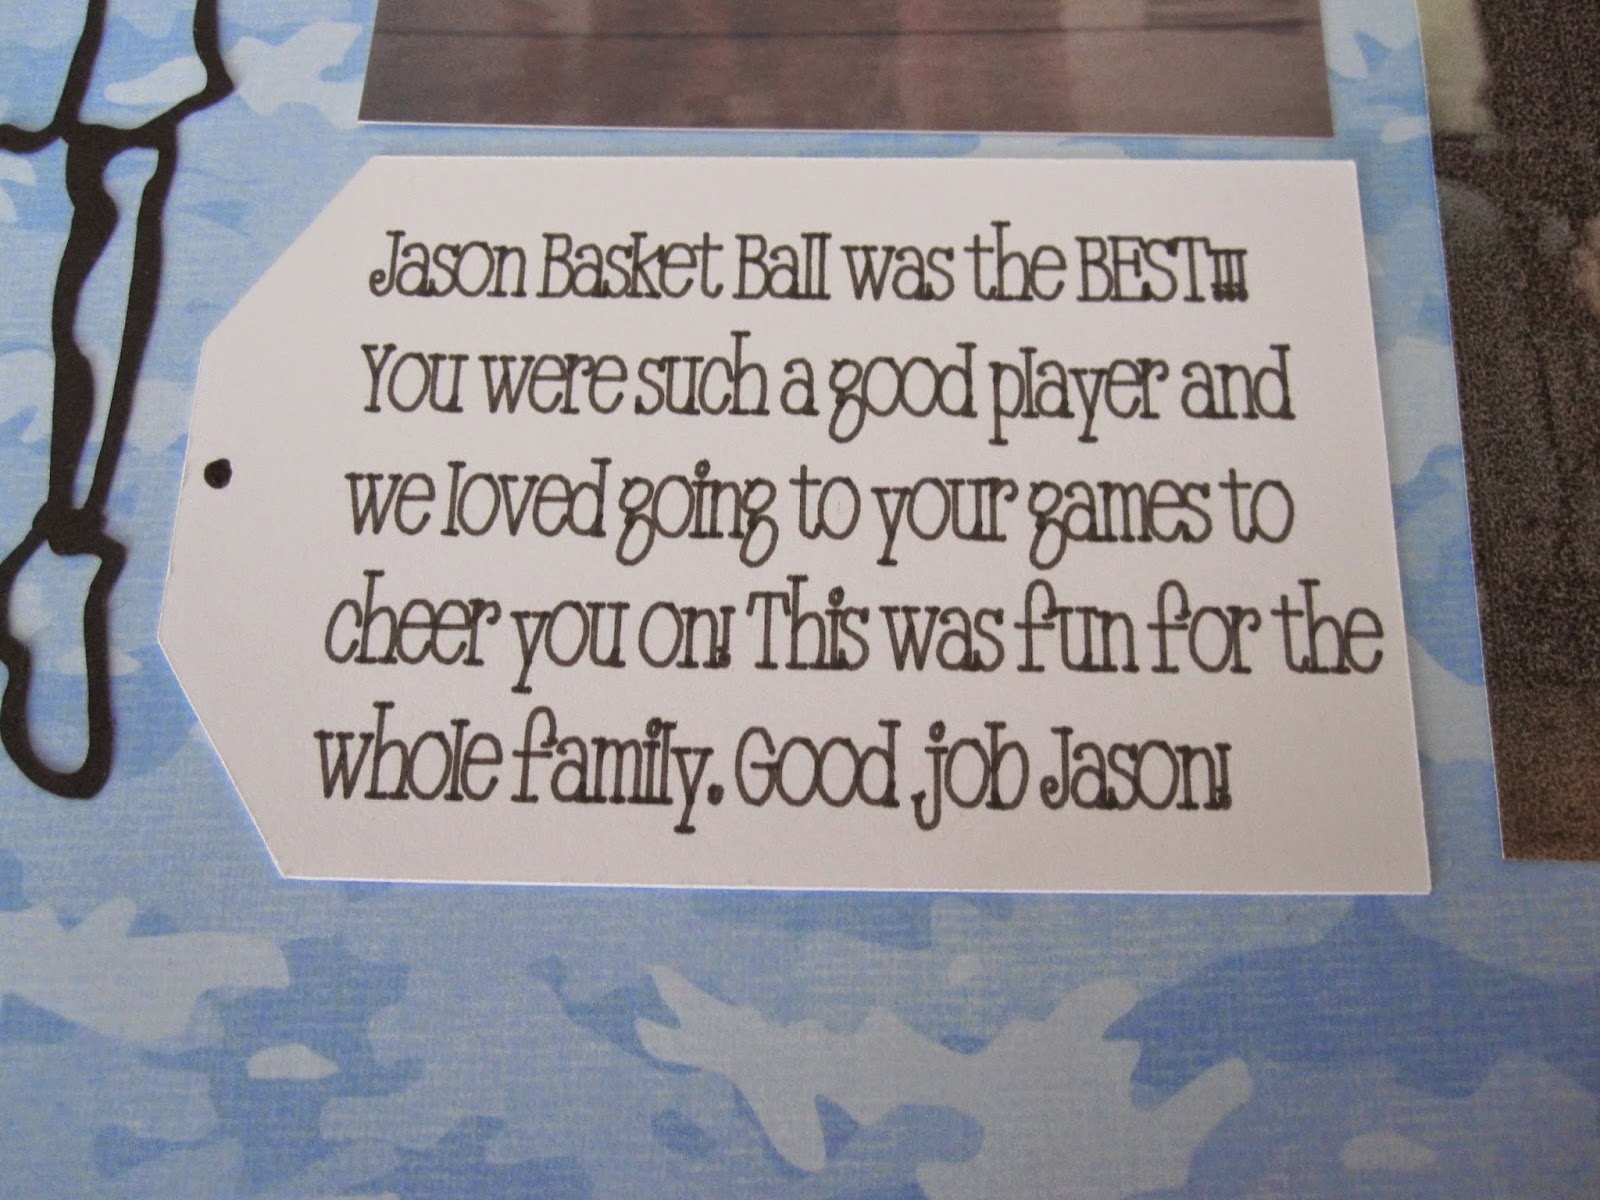 Jason Basket Ball was the BEST!!!
You were such a good player and
we loved going to your games to
cheer you on! This was fun for the
whole family. Good job Jason!